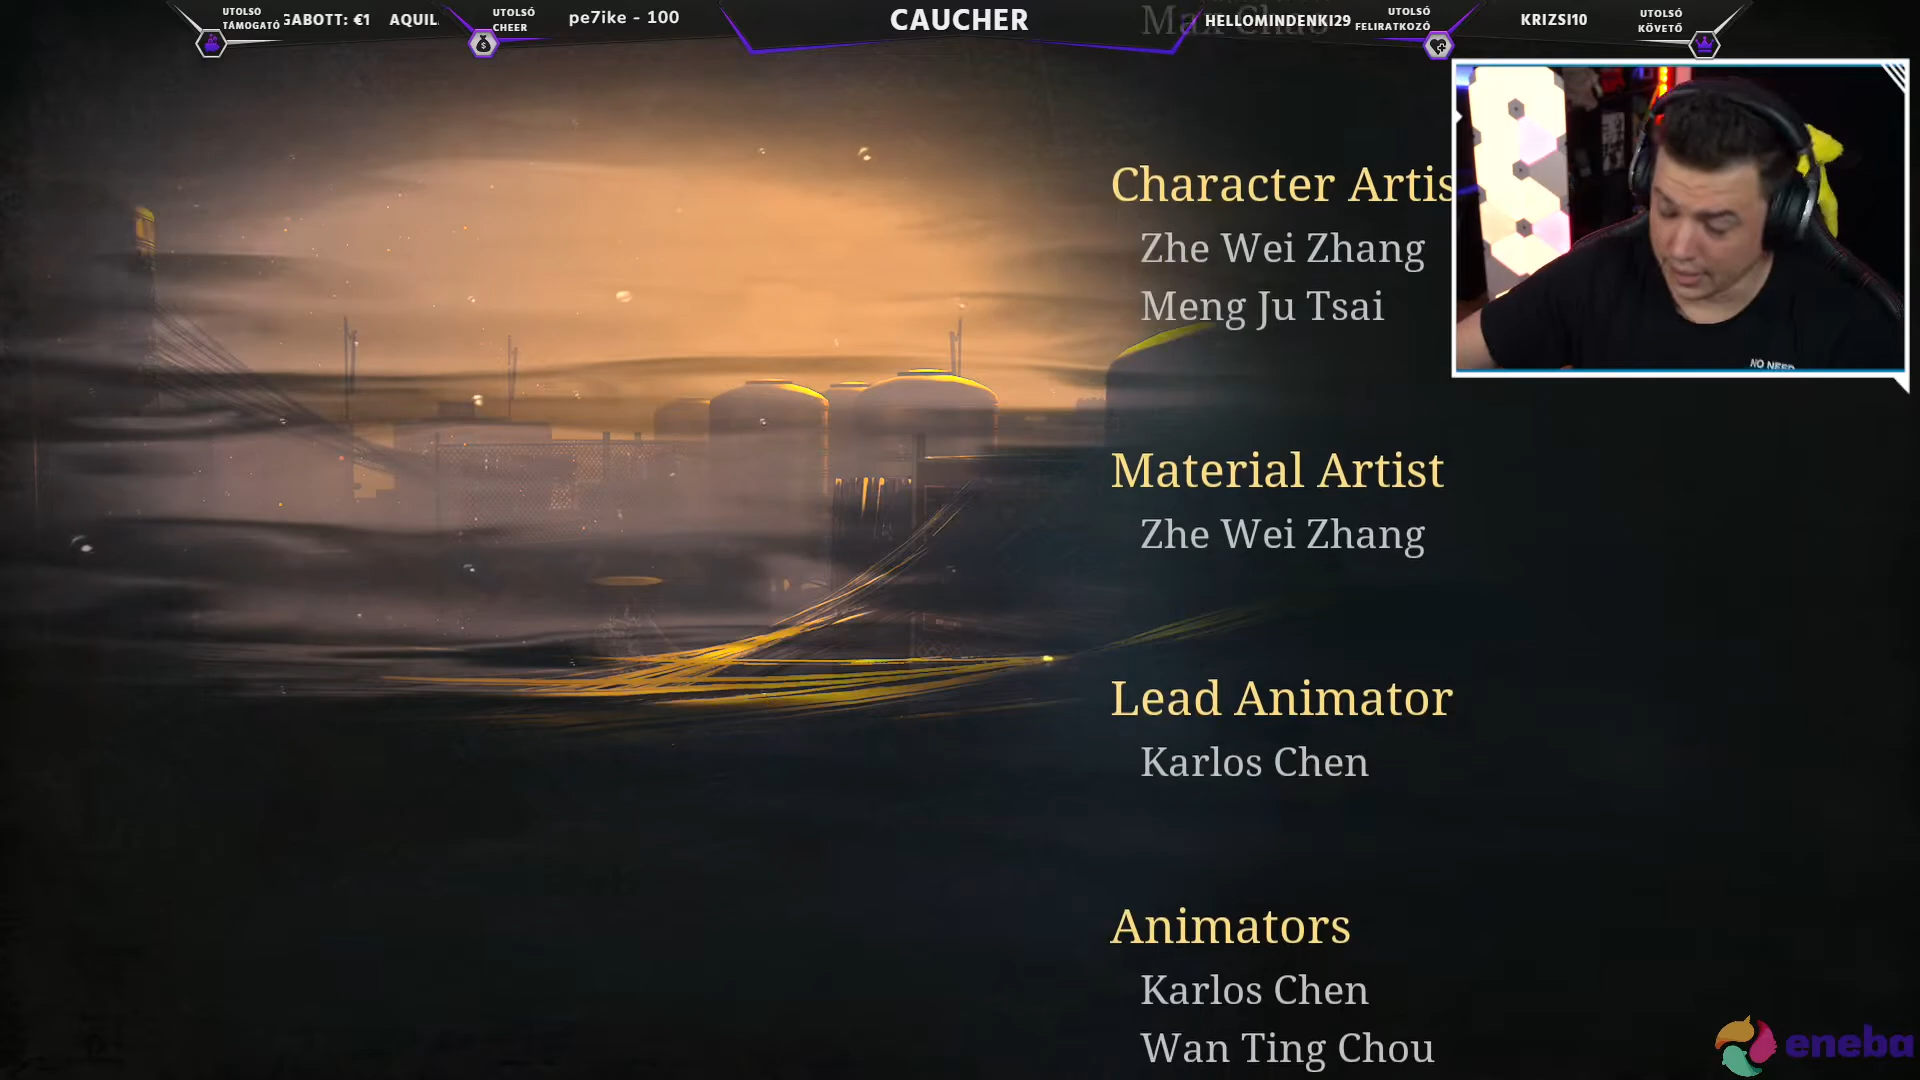 UTOLSÓ
TÁMOGATÓ
GABOTT: €1 AQUIL
UTOLSÓ
CHEER
pe7ike - 100
CAUCHER
Max Chao
HELLOMINDENKI29
UTOLSÓ
FELIRATKOZÓ
KRIZSI10
UTOLSÓ
KÖVETŐ
Character Artis
Zhe Wei Zhang
Meng Ju Tsai
NO NEED
Material Artist
Zhe Wei Zhang
Lead Animator
Karlos Chen
Animators
Karlos Chen
Wan Ting Chou
eneba